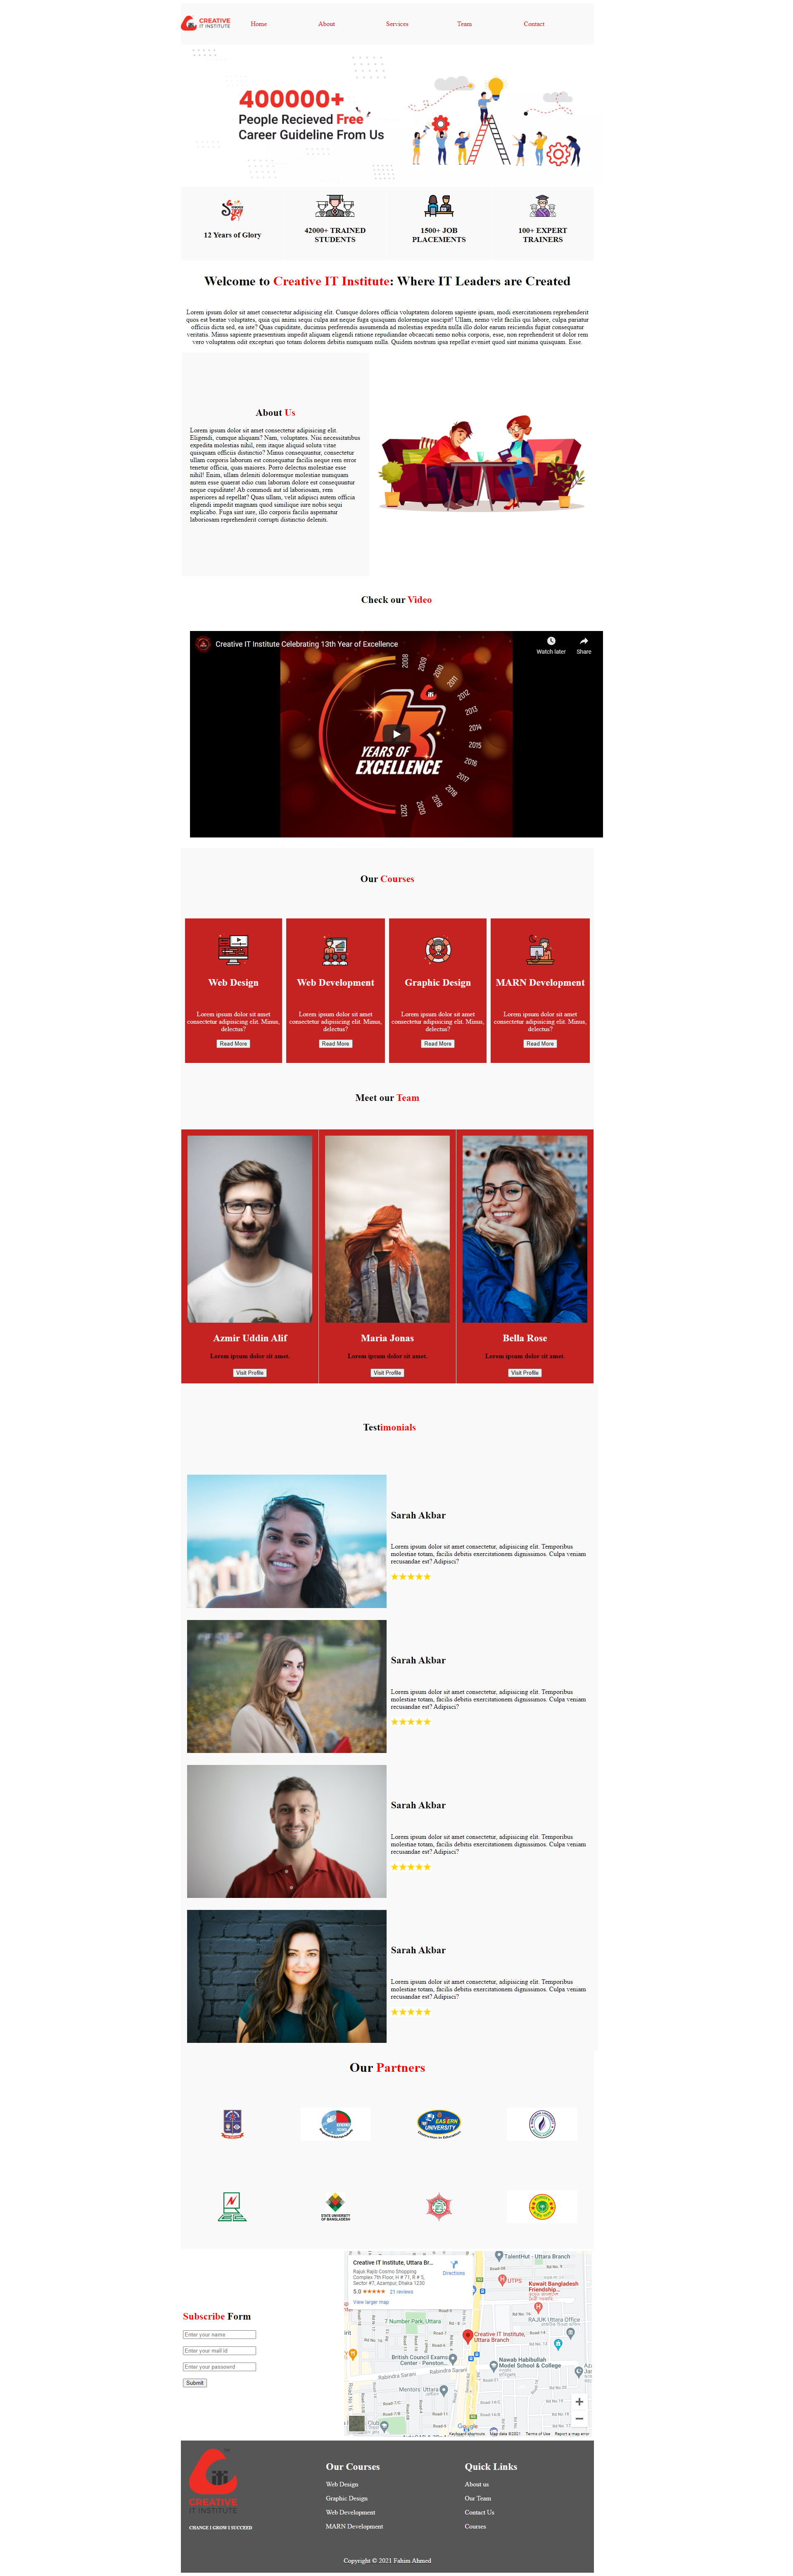 CREATIVE
IT INSTITUTE
Home About Services Team Contact
400000+
People Recieved Free
Career Guideline From Us
12 Years of Glory
42000+ TRAINED
STUDENTS
1500+ JOB
PLACEMENTS
100+ EXPERT
TRAINERS
Welcome to Creative IT Institute: Where IT Leaders are Created
Lorem ipsum dolor sit amet consectetur adipisicing elit. Cumque dolores officia voluptatem dolorem sapiente ipsam, modi exercitationem reprehenderit
quos est beatae voluptates, quia qui animi sequi culpa aut neque fuga quisquam doloremque suscipit! Ullam, nemo velit facilis qui labore, culpa pariatur
officiis dicta sed, ea iste? Quas cupiditate, ducimus perferendis assumenda ad molestias expedita nulla illo dolor earum reiciendis fugiat consequatur
veritatis. Minus sapiente praesentium impedit aliquam eligendi ratione repudiandae obcaecati nemo nobis corporis, esse, non reprehenderit ut dolor rem
vero voluptatem odit excepturi quo totam dolorem debitis numquam nulla. Quidem nostrum ipsa repellat eveniet quod sint minima quisquam. Esse.
About Us
Lorem ipsum dolor sit amet consectetur adipisicing elit.
Eligendi, cumque aliquam? Nam, voluptates. Nisi necessitatibus
expedita molestias nihil, rem itaque aliquid soluta vitae
quisquam officiis distinctio? Minus consequuntur, consectetur
ullam corporis laborum est consequatur facilis neque rem error
tenetur officia, quas maiores. Porro delectus molestiae esse
nihil! Enim, ullam deleniti doloremque molestiae numquam
autem esse quaerat odio cum laborum dolore est consequuntur
neque cupiditate! Ab commodi aut id laboriosam, rem
asperiores ad repellat? Quas ullam, velit adipisci autem officia
eligendi impedit magnam quod similique iure nobis sequi
explicabo. Fuga sint iure, illo corporis facilis aspernatur
laboriosam reprehenderit corrupti distinctio deleniti.
Check our Video
Creative IT Institute Celebrating 13th Year of Excellence
Watch later Share
2008
2009
2010
2011
2012
2013
2014
2015
2016
2017
2018
2019
2020
2021
13
YEARS OF
EXCELLENCE
Our Courses
Web Design
Lorem ipsum dolor sit amet
consectetur adipisicing elit. Minus,
delectus?
Read More
Web Development
Lorem ipsum dolor sit amet
consectetur adipisicing elit. Minus,
delectus?
Read More
Graphic Design
Lorem ipsum dolor sit amet
consectetur adipisicing elit. Minus,
delectus?
Read More
MARN Development
Lorem ipsum dolor sit amet
consectetur adipisicing elit. Minus,
delectus?
Read More
Meet our Team
Azmir Uddin Alif
Lorem ipsum dolor sit amet.
Visit Profile
Maria Jonas
Lorem ipsum dolor sit amet.
Visit Profile
Bella Rose
Lorem ipsum dolor sit amet.
Visit Profile
Testimonials
Sarah Akbar
Lorem ipsum dolor sit amet consectetur, adipisicing elit. Temporibus
molestiae totam, facilis debitis exercitationem dignissimos. Culpa veniam
recusandae est? Adipisci?
★★★★★
Sarah Akbar
Lorem ipsum dolor sit amet consectetur, adipisicing elit. Temporibus
molestiae totam, facilis debitis exercitationem dignissimos. Culpa veniam
recusandae est? Adipisci?
★★★★★
Sarah Akbar
Lorem ipsum dolor sit amet consectetur, adipisicing elit. Temporibus
molestiae totam, facilis debitis exercitationem dignissimos. Culpa veniam
recusandae est? Adipisci?
★★★★★
Sarah Akbar
Lorem ipsum dolor sit amet consectetur, adipisicing elit. Temporibus
molestiae totam, facilis debitis exercitationem dignissimos. Culpa veniam
recusandae est? Adipisci?
★★★★★
Our Partners
EASTERN
UNIVERSITY
STATE UNIVERSITY
OF BANGLADESH
Subscribe Form
Enter your name
Enter your mail id
Enter your passowrd
Submit
Creative IT Institute, Uttara Br...
Rajuk Rajib Cosmo Shopping
Complex 7th Floor, H # 71, R # 5,
Sector #7, Azampur, Dhaka 1230
5.0 ★★★★★ 21 reviews
View larger map
Directions
TalentHut - Uttara Branch
UTPS
Kuwait Bangladesh
Friendship...
RAJUK Uttara Office
7 Number Park, Uttara
Creative IT Institute,
Uttara Branch
British Council Exams
Center - Penston...
Rabindra Sarani
Nawab Habibullah
Model School & College
Mentors' Uttara
Google
Keyboard shortcuts Map data ©2021 Terms of Use Report a map error
CREATIVE
IT INSTITUTE
CHANGE I GROW I SUCCEED
Our Courses
Web Design
Graphic Design
Web Development
MARN Development
Quick Links
About us
Our Team
Contact Us
Courses
Copyright © 2021 Fahim Ahmed